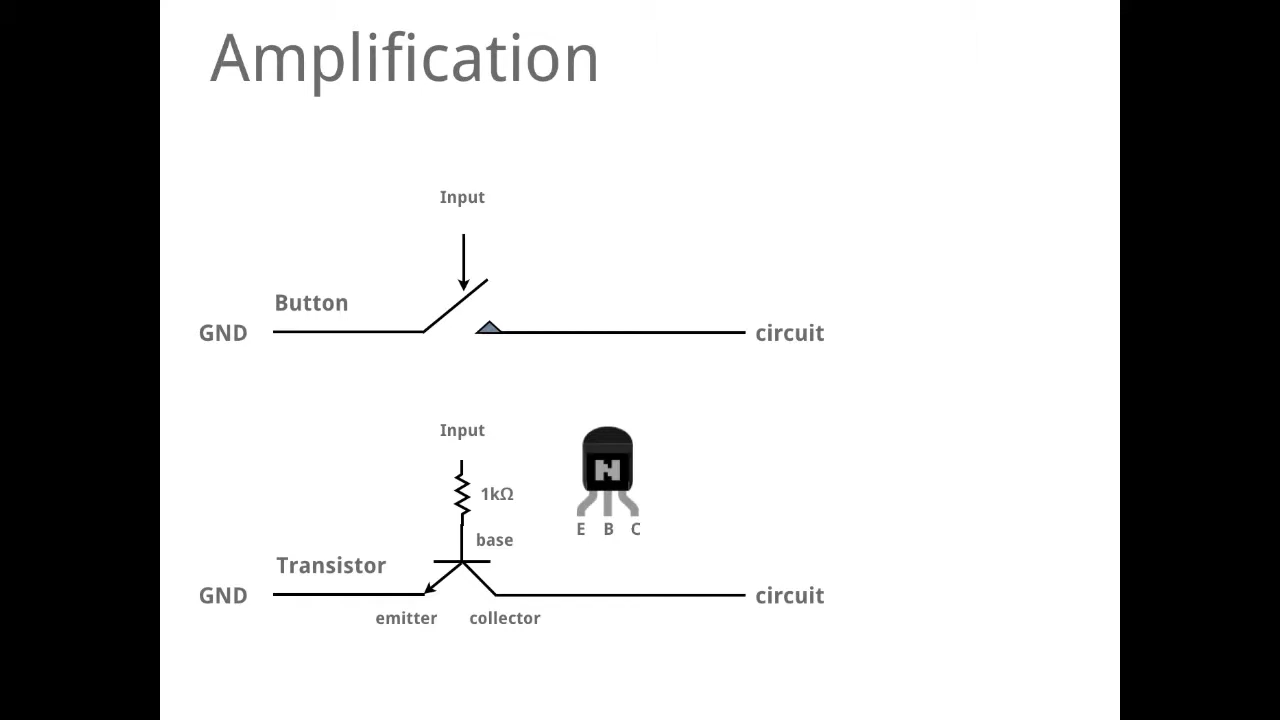 Amplification
Input
Button
GND
circuit
Input
1kΩ
N
E B C
base
Transistor
GND
circuit
emitter
collector